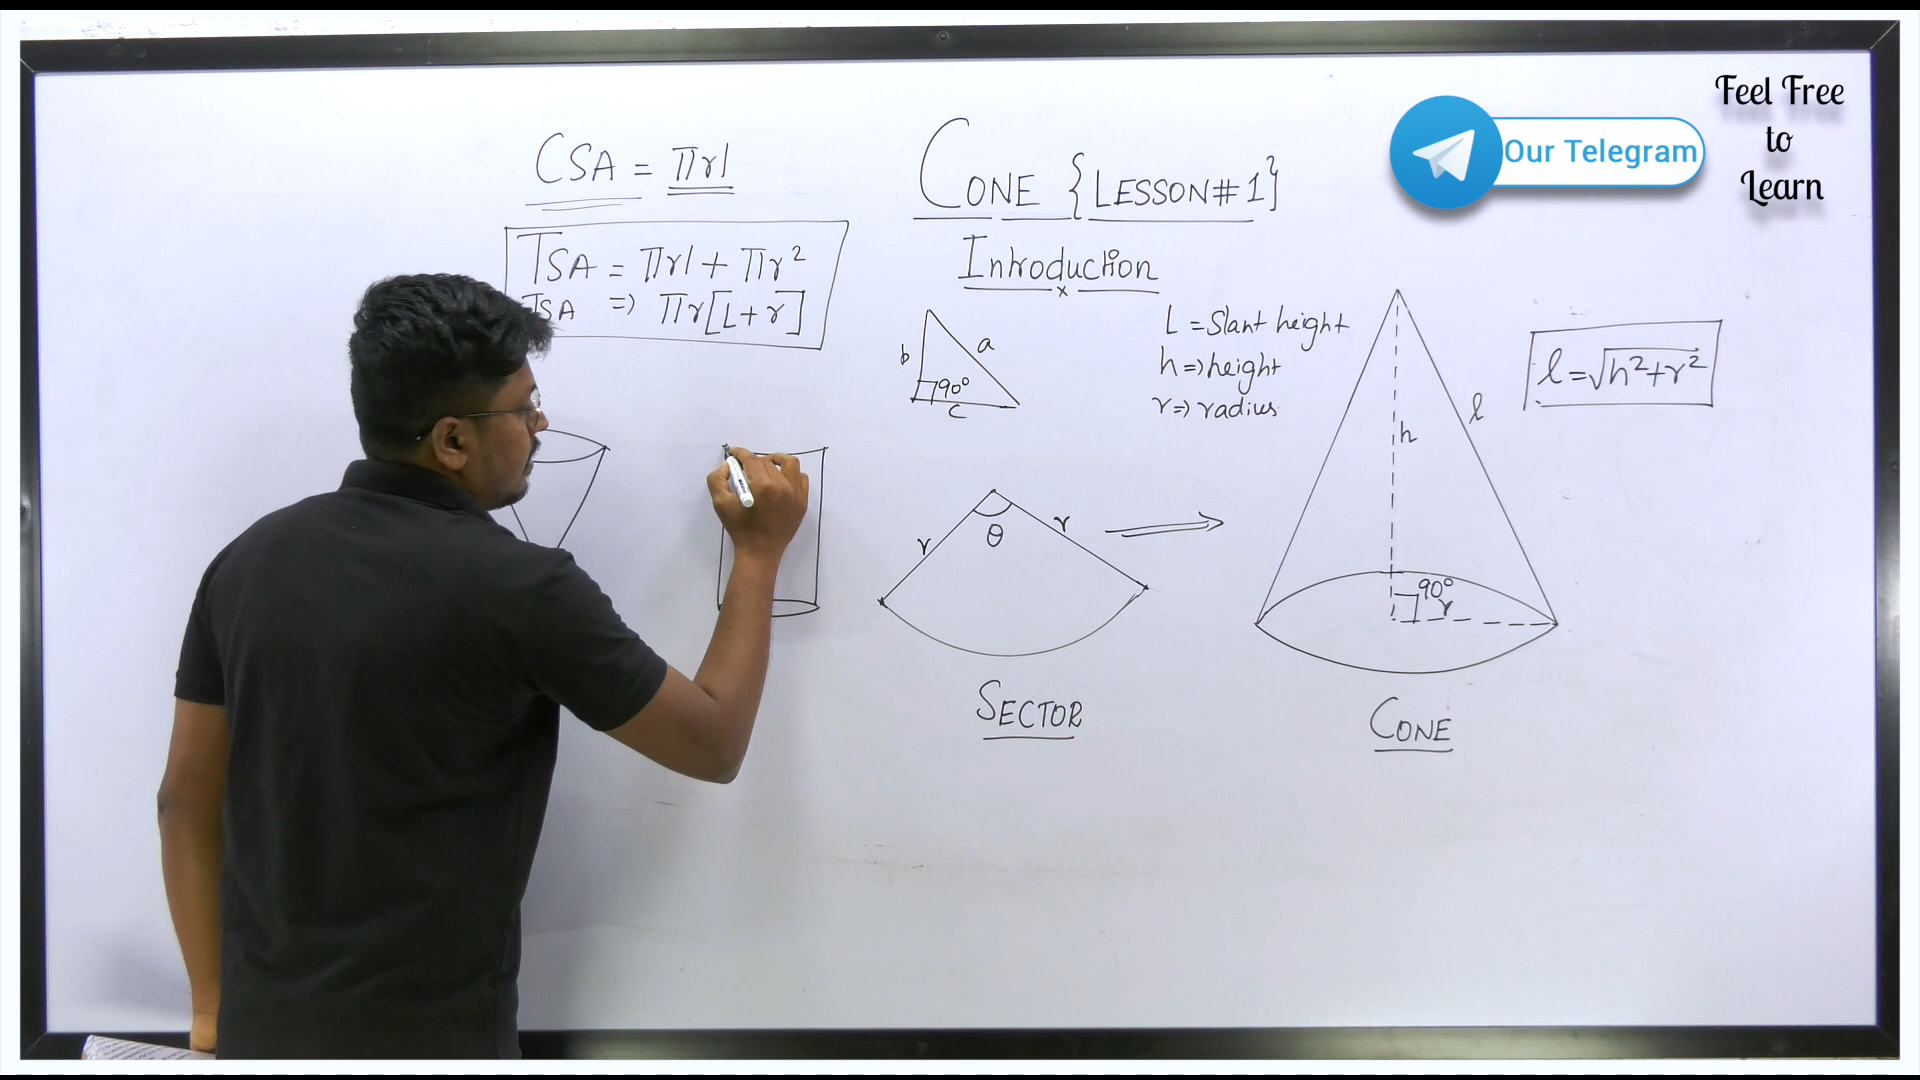 CSA = πrl
TSA = πrl + πr²
TSA => πr[L + r]
CONE {LESSON#1}
Introduction
x
b
a
90°
c
L = Slant height
h => height
r => radius
l = √h²+r²
h
l
90°
r
r
θ
r
SECTOR
CONE
Our Telegram
Feel Free
to
Learn